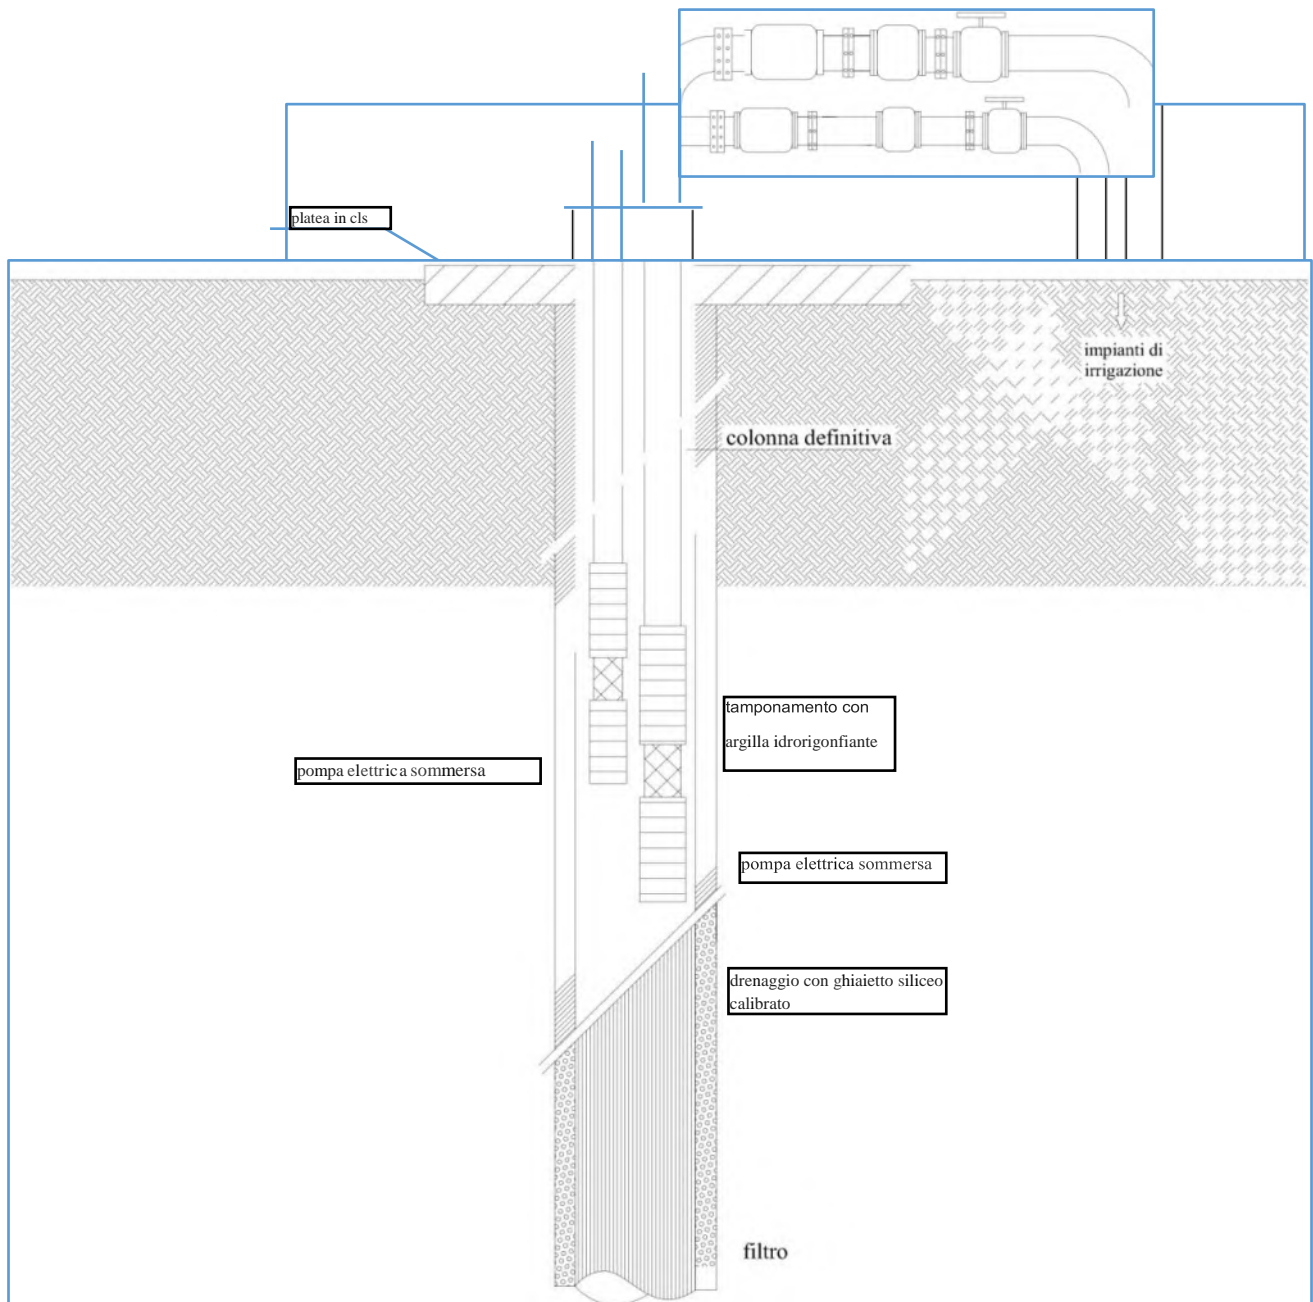 platea in cls
impianti di
irrigazione
colonna definitiva
tamponamento con
argilla idrorigonfiante
pompa elettrica sommersa
pompa elettrica sommersa
drenaggio con ghiaietto siliceo
calibrato
filtro